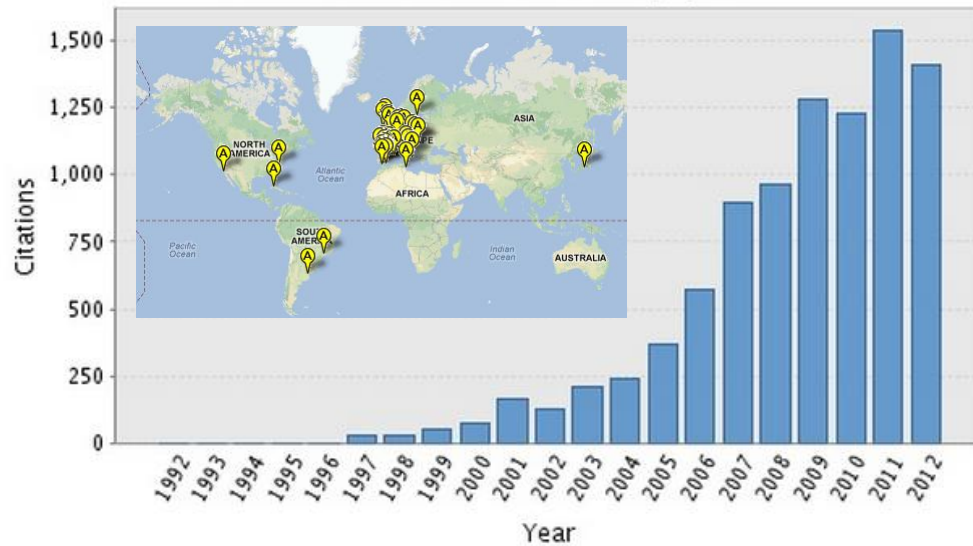 1,500
1,250
1,000
750
500
250
0
Citations
NORTH
AMERICA
Atlantic
Ocean
ASIA
AFRICA
Pacific
Ocean
Indian
Ocean
AUSTRALIA
A
A
A
A
A
A
A
1992
1993
1994
1995
1996
1997
1998
1999
2000
2001
2002
2003
2004
2005
2006
2007
2008
2009
2010
2011
2012
Year